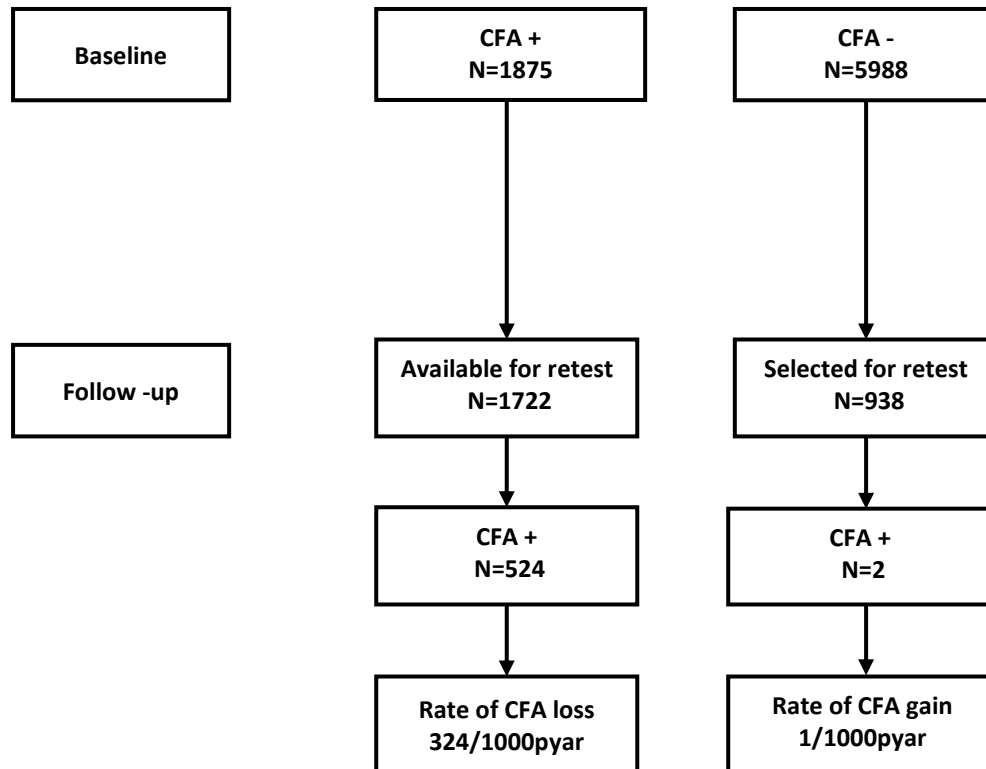 Baseline
CFA +
N=1875
CFA -
N=5988
Follow -up
Available for retest
N=1722
Selected for retest
N=938
CFA +
N=524
CFA +
N=2
Rate of CFA loss
324/1000pyar
Rate of CFA gain
1/1000pyar